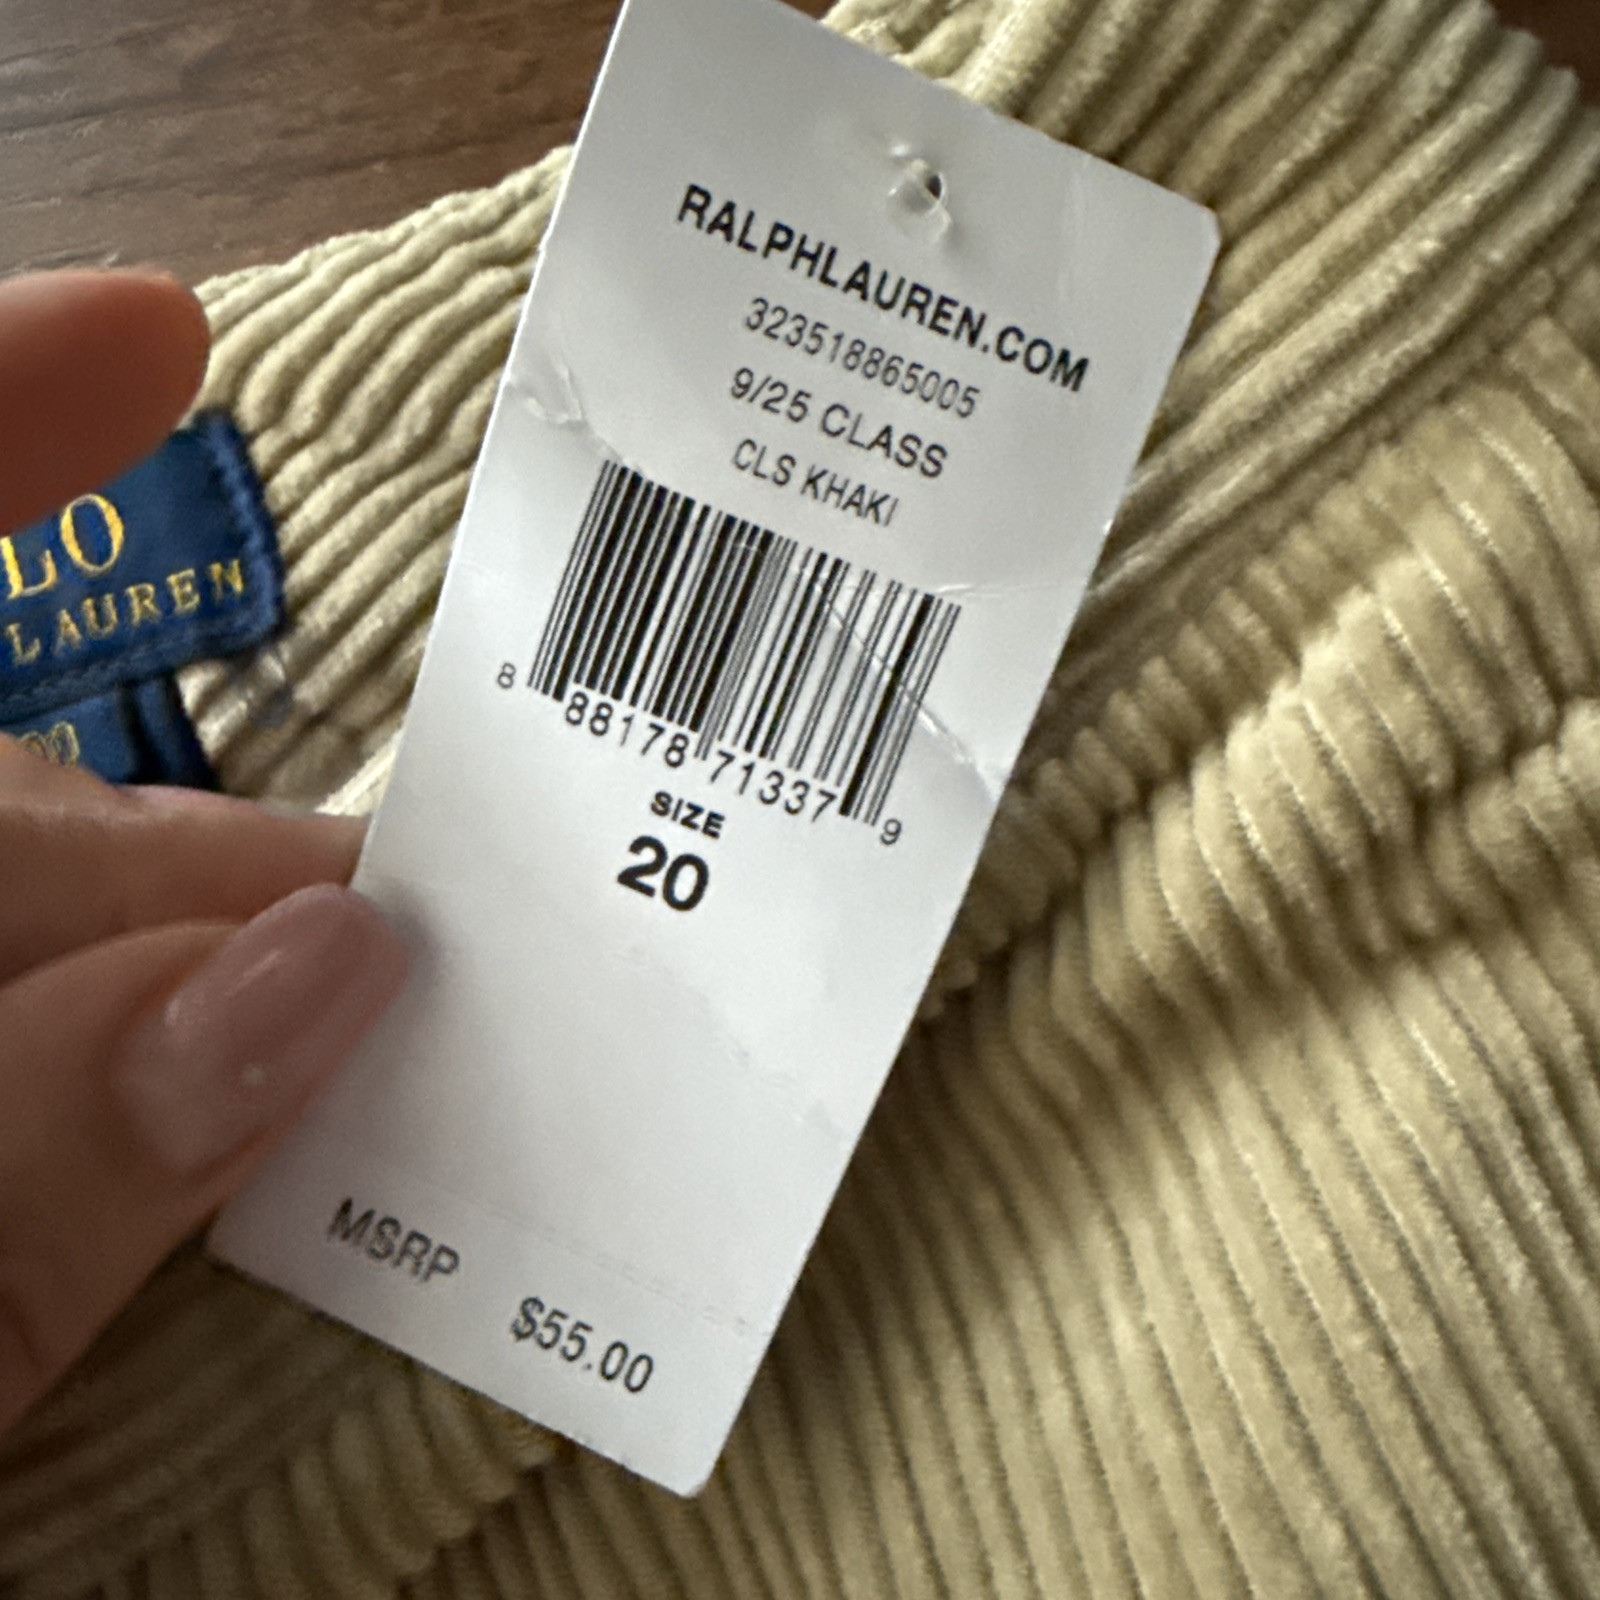 RALPHLAUREN.COM
323518865005
9/25 CLASS
CLS KHAKI
8 88178 71337 9
SIZE
20
MSRP
$55.00
LO
LAUREN